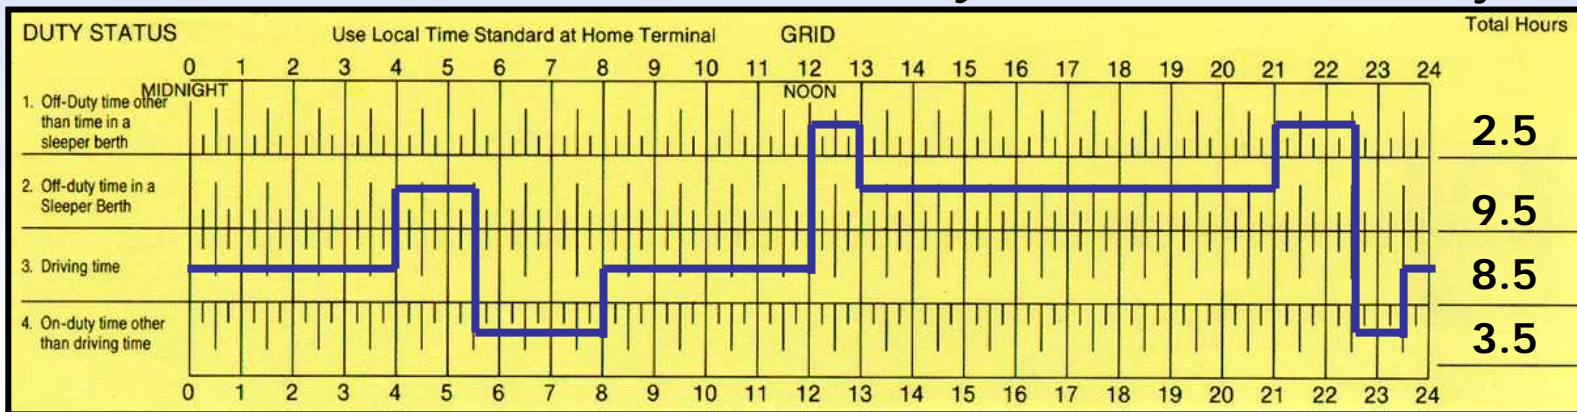 DUTY STATUS Use Local Time Standard at Home Terminal GRID Total Hours
0 1 2 3 4 5 6 7 8 9 10 11 12 13 14 15 16 17 18 19 20 21 22 23 24
MIDNIGHT NOON
1. Off-Duty time other
than time in a
sleeper berth
2.5
2. Off-duty time in a
Sleeper Berth
9.5
3. Driving time
8.5
4. On-duty time other
than driving time
3.5
0 1 2 3 4 5 6 7 8 9 10 11 12 13 14 15 16 17 18 19 20 21 22 23 24